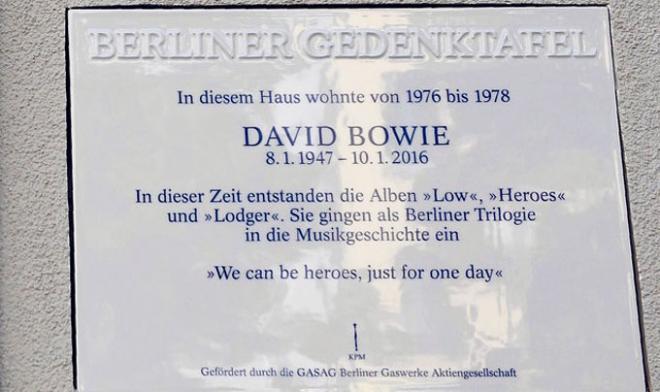 BERLINER GEDENKTAFEL
In diesem Haus wohnte von 1976 bis 1978
DAVID BOWIE
8. 1. 1947 – 10. 1. 2016
In dieser Zeit entstanden die Alben »Low«, »Heroes«
und »Lodger«. Sie gingen als Berliner Trilogie
in die Musikgeschichte ein
»We can be heroes, just for one day«
KPM
Gefördert durch die GASAG Berliner Gaswerke Aktiengesellschaft